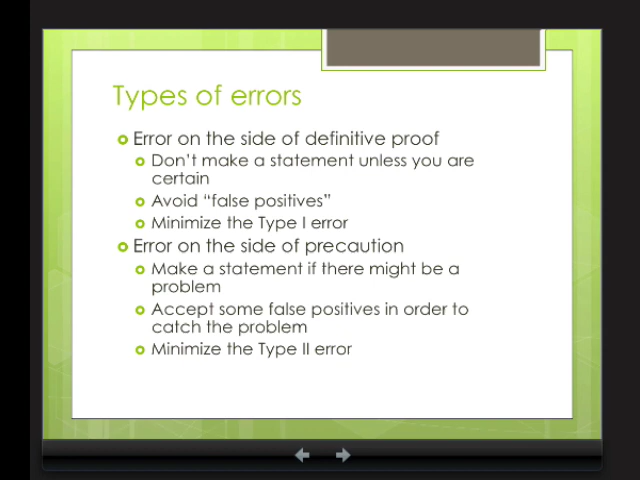 Types of errors
Error on the side of definitive proof
Don't make a statement unless you are
certain
Avoid “false positives”
Minimize the Type I error
Error on the side of precaution
Make a statement if there might be a
problem
Accept some false positives in order to
catch the problem
Minimize the Type II error